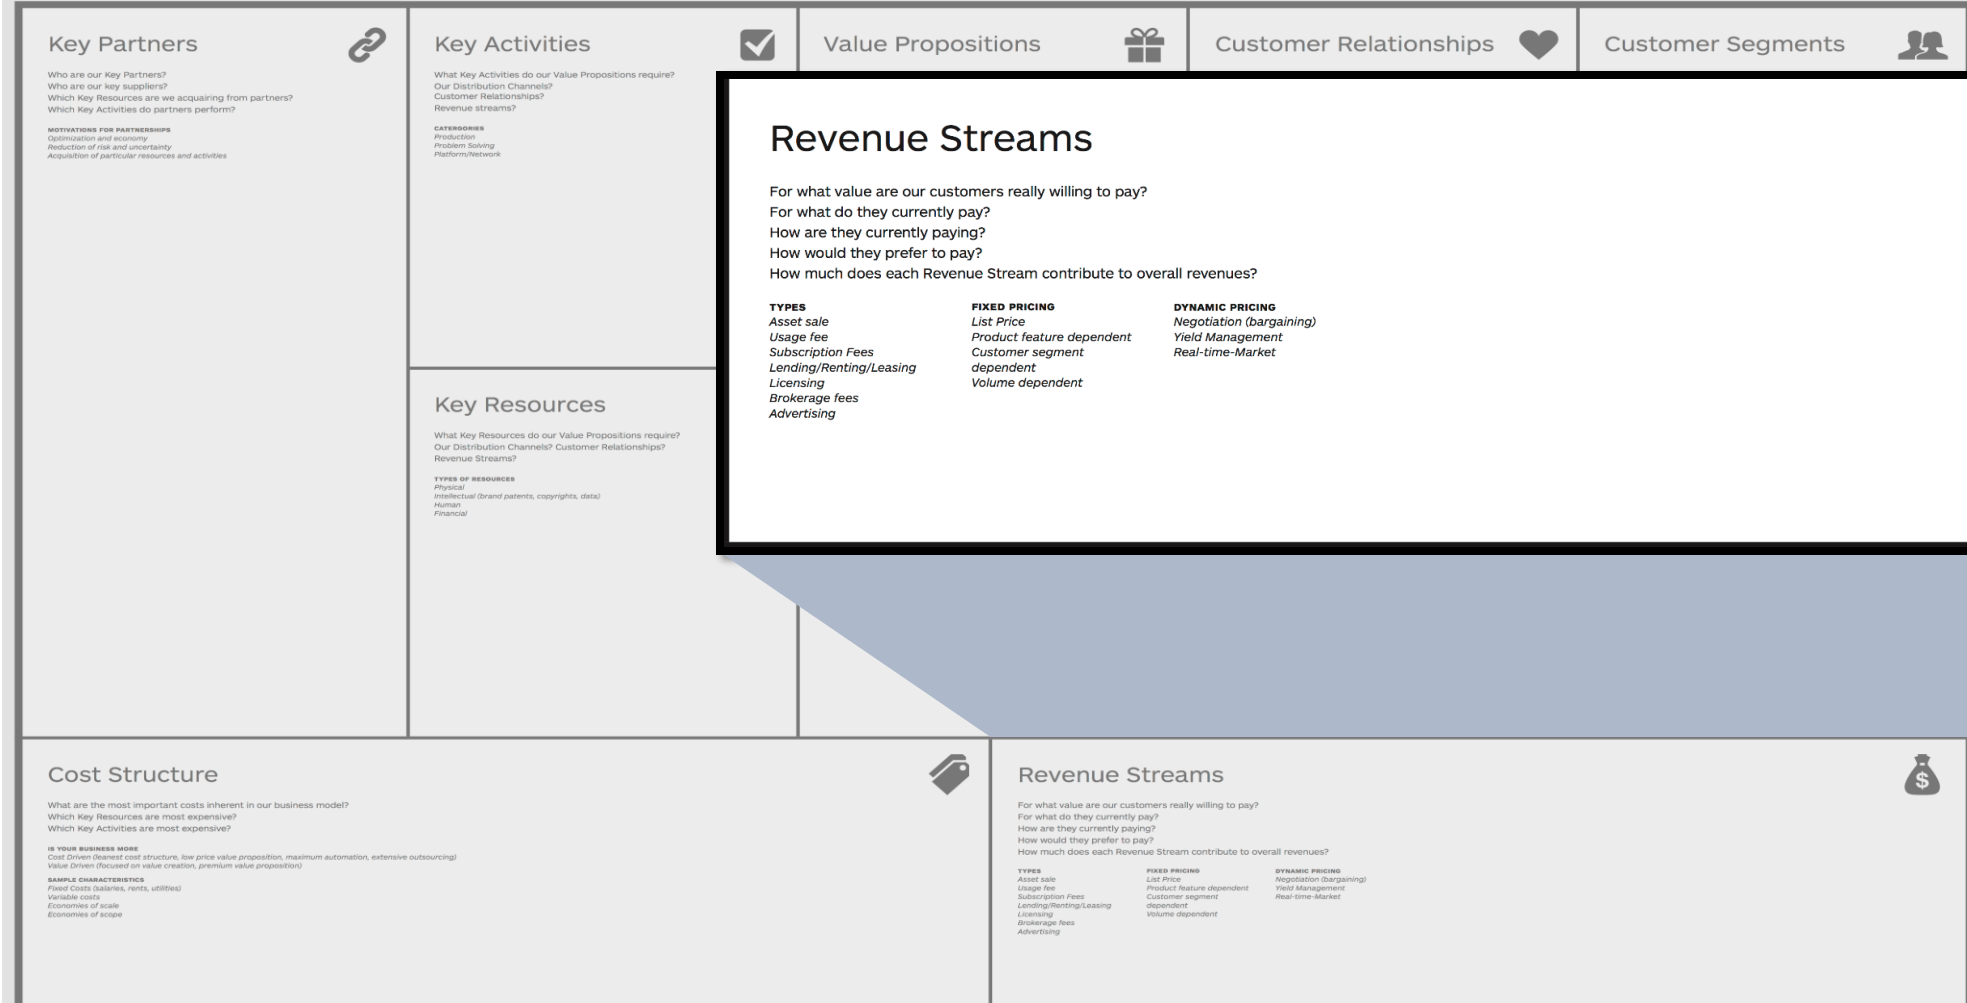 Key Partners
Who are our Key Partners?
Who are our key suppliers?
Which Key Resources are we acquairing from partners?
Which Key Activities do partners perform?
MOTIVATIONS FOR PARTNERSHIPS
Optimization and economy
Reduction of risk and uncertainty
Acquisition of particular resources and activities
Key Activities
What Key Activities do our Value Propositions require?
Our Distribution Channels?
Customer Relationships?
Revenue streams?
CATERGORIES
Production
Problem Solving
Platform/Network
Value Propositions
Customer Relationships
Customer Segments
Revenue Streams
For what value are our customers really willing to pay?
For what do they currently pay?
How are they currently paying?
How would they prefer to pay?
How much does each Revenue Stream contribute to overall revenues?
TYPES
Asset sale
Usage fee
Subscription Fees
Lending/Renting/Leasing
Licensing
Brokerage fees
Advertising
FIXED PRICING
List Price
Product feature dependent
Customer segment
dependent
Volume dependent
DYNAMIC PRICING
Negotiation (bargaining)
Yield Management
Real-time-Market
Key Resources
What Key Resources do our Value Propositions require?
Our Distribution Channels? Customer Relationships?
Revenue Streams?
TYPES OF RESOURCES
Physical
Intellectual (brand patents, copyrights, data)
Human
Financial
Cost Structure
What are the most important costs inherent in our business model?
Which Key Resources are most expensive?
Which Key Activities are most expensive?
IS YOUR BUSINESS MORE
Cost Driven (leanest cost structure, low price value proposition, maximum automation, extensive outsourcing)
Value Driven (focused on value creation, premium value proposition)
SAMPLE CHARACTERISTICS
Fixed Costs (salaries, rents, utilities)
Variable costs
Economies of scale
Economies of scope
Revenue Streams
For what value are our customers really willing to pay?
For what do they currently pay?
How are they currently paying?
How would they prefer to pay?
How much does each Revenue Stream contribute to overall revenues?
TYPES
Asset sale
Usage fee
Subscription Fees
Lending/Renting/Leasing
Licensing
Brokerage fees
Advertising
FIXED PRICING
List Price
Product feature dependent
Customer segment
dependent
Volume dependent
DYNAMIC PRICING
Negotiation (bargaining)
Yield Management
Real-time-Market
$